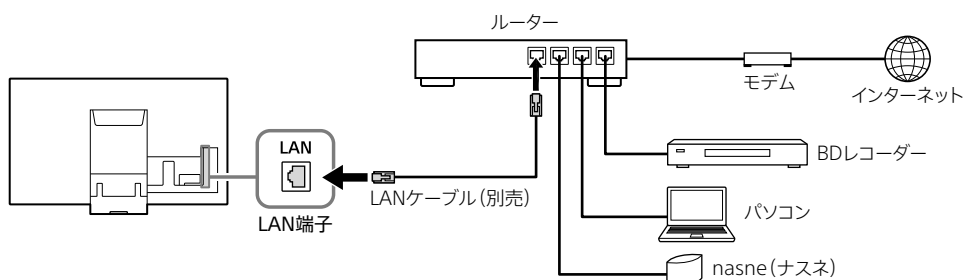 ルーター
モデム
インターネット
LAN
LAN端子
LANケーブル(別売)
BDレコーダー
パソコン
nasne(ナスネ)